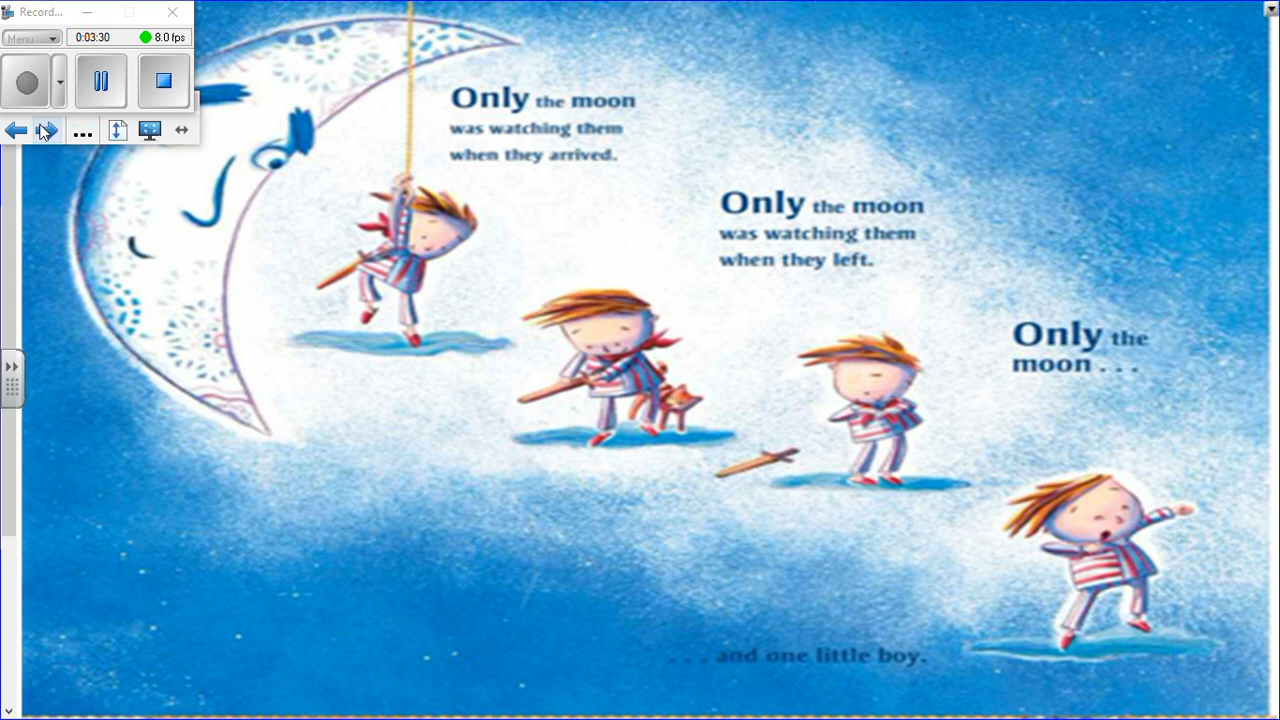 Record...
Menu
0:03:30
8.0 fps
Only the moon
was watching them
when they arrived.
Only the moon
was watching them
when they left.
Only the
moon . . .
. . . and one little boy.